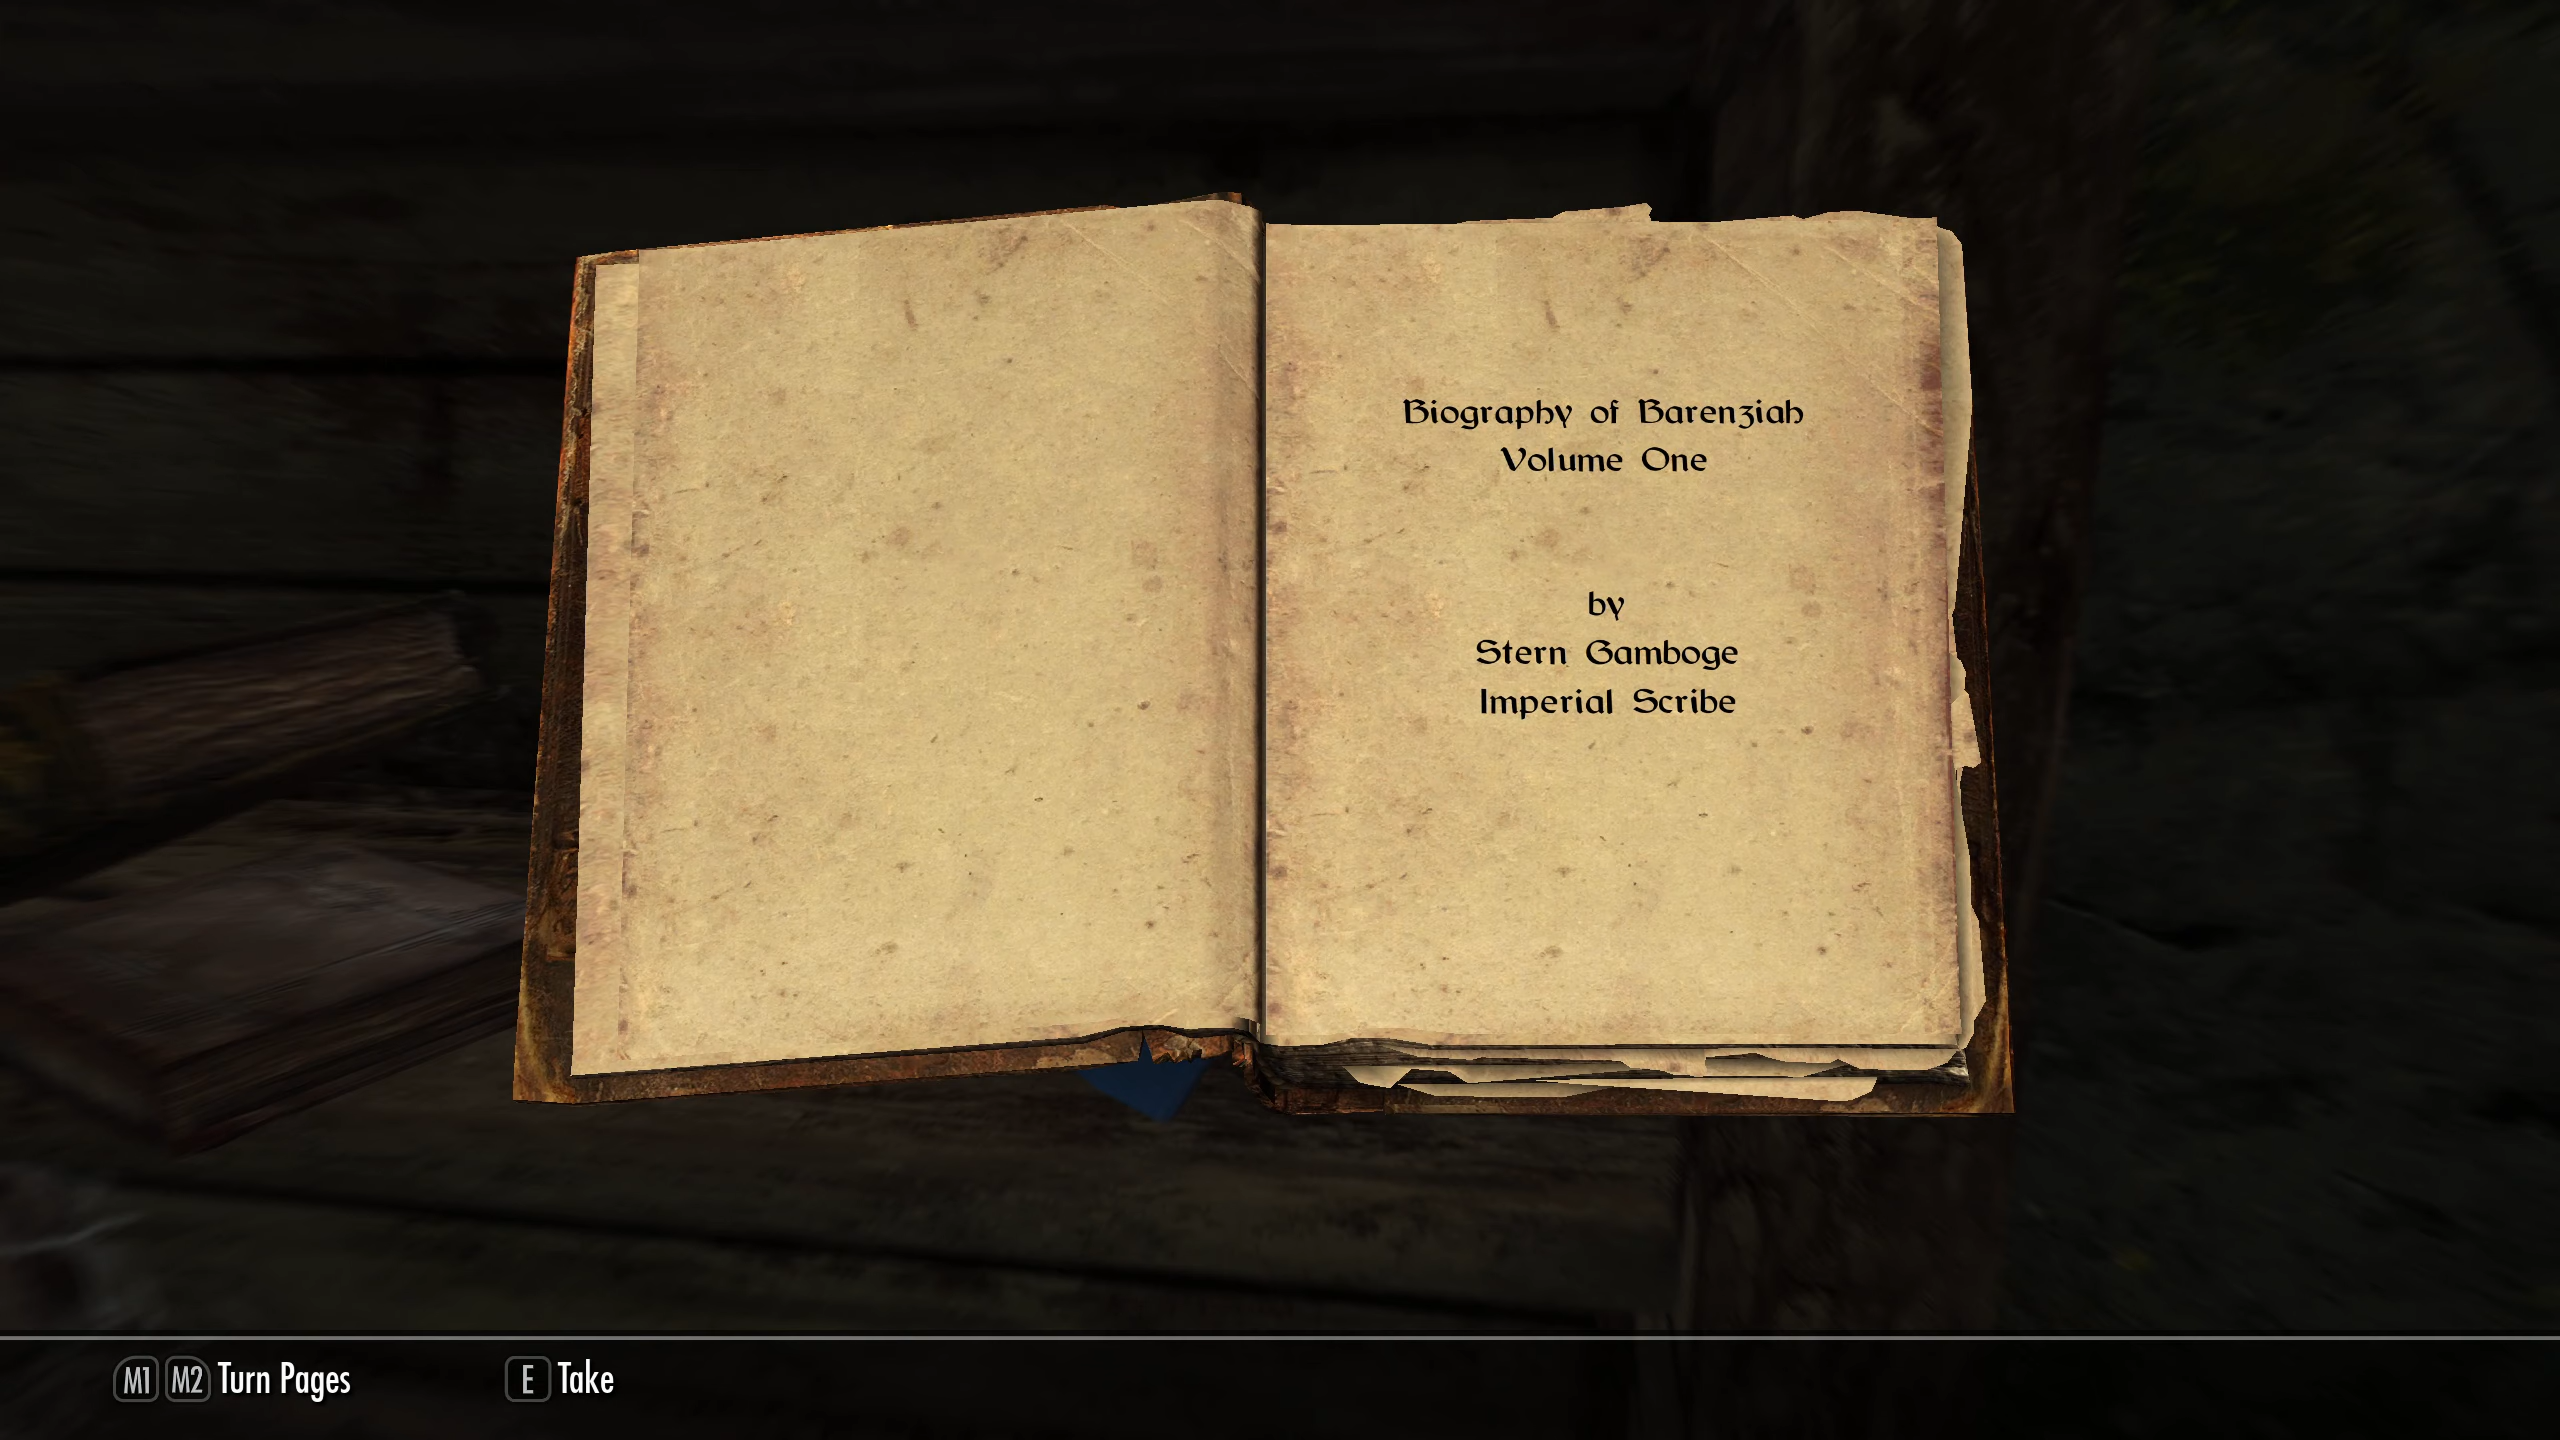 Biography of Barenziah
Volume One
by
Stern Gamboge
Imperial Scribe
M1 M2 Turn Pages
E Take